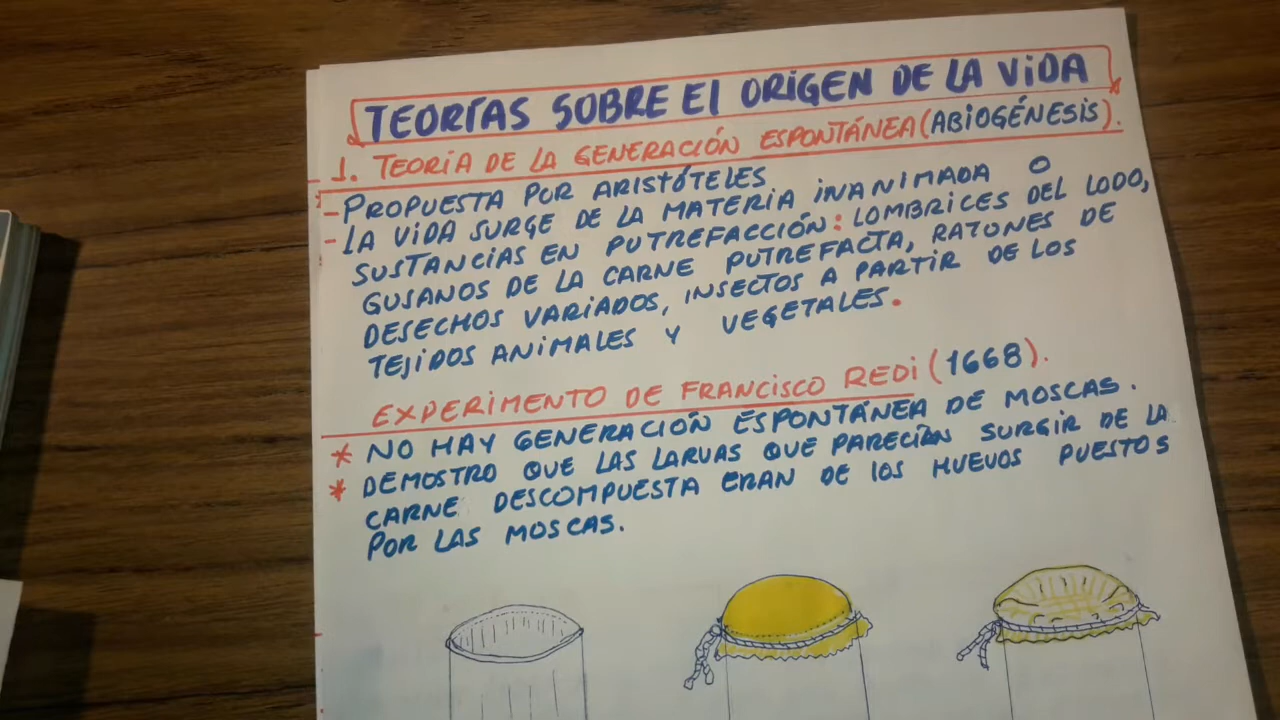 TEORÍAS SOBRE El ORIGEN DE LA VIDA
1. TEORIA DE LA GENERACIÓN ESPONTÁNEA (ABIOGÉNESIS).
- PROPUESTA POR ARISTÓTELES
- LA VIDA SURGE DE LA MATERIA INANIMADA O
SUSTANCIAS EN PUTREFACCIÓN: LOMBRICES DEL LODO,
GUSANOS DE LA CARNE PUTREFACTA, RATONES DE
DESECHOS VARIADOS, INSECTOS A PARTIR DE LOS
TEJIDOS ANIMALES Y VEGETALES.
EXPERIMENTO DE FRANCISCO REDI (1668).
* NO HAY GENERACIÓN ESPONTÁNEA DE MOSCAS.
* DEMOSTRO QUE LAS LARVAS QUE PARECIAN SURGIR DE LA
CARNE DESCOMPUESTA ERAN DE lOS HUEVOS PUESTOS
POR LAS MOSCAS.